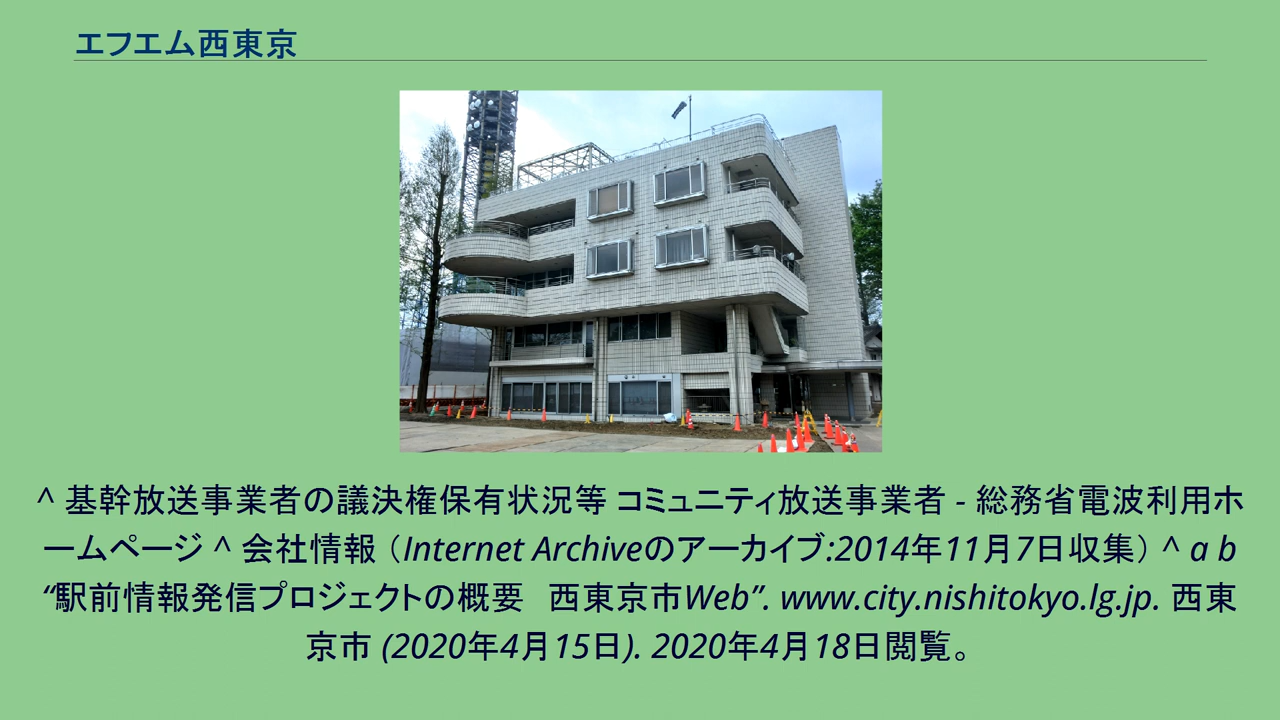 エフエム西東京
^ 基幹放送事業者の議決権保有状況等 コミュニティ放送事業者 - 総務省電波利用ホ
ームページ ^ 会社情報（Internet Archiveのアーカイブ:2014年11月7日収集）^ a b
“駅前情報発信プロジェクトの概要　西東京市Web”. www.city.nishitokyo.lg.jp. 西東
京市 (2020年4月15日). 2020年4月18日閲覧。